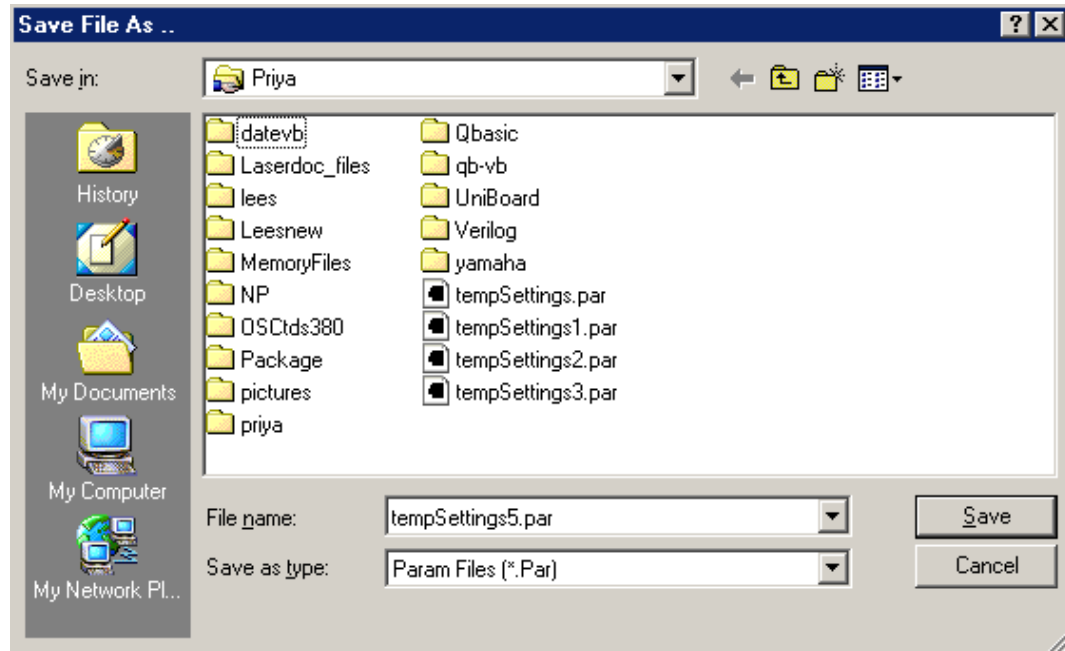 Save File As ..
Save in:
Priya
History
Desktop
My Documents
My Computer
My Network Pl...
datevb
Laserdoc_files
lees
Leesnew
MemoryFiles
NP
OSCtds380
Package
pictures
priya
Qbasic
qb-vb
UniBoard
Verilog
yamaha
tempSettings.par
tempSettings1.par
tempSettings2.par
tempSettings3.par
File name:
tempSettings5.par
Save
Save as type:
Param Files (*.Par)
Cancel